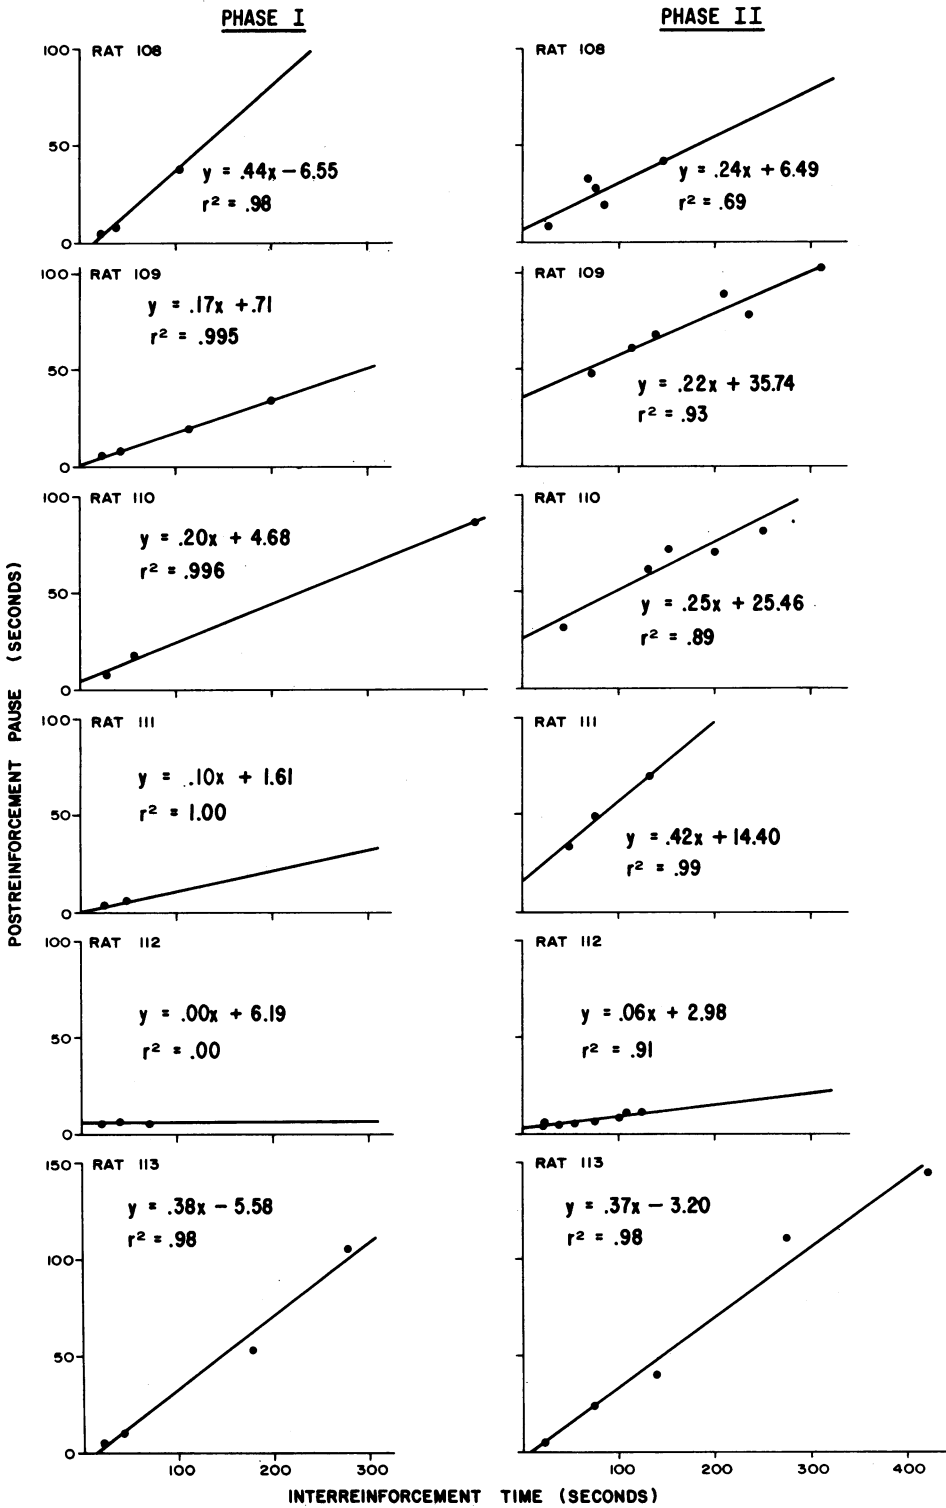 PHASE I
PHASE II
POSTREINFORCEMENT PAUSE (SECONDS)
100
RAT 108
50
y = .44x – 6.55
r² = .98
0
RAT 108
y = .24x + 6.49
r² = .69
100
RAT 109
y = .17x +.71
r² = .995
50
0
RAT 109
y = .22x + 35.74
r² = .93
100
RAT 110
y = .20x + 4.68
r² = .996
50
0
RAT 110
y = .25x + 25.46
r² = .89
100
RAT 111
y = .10x + 1.61
r² = 1.00
50
0
RAT 111
y = .42x + 14.40
r² = .99
100
RAT 112
y = .00x + 6.19
r² = .00
50
0
RAT 112
y = .06x + 2.98
r² = .91
150
RAT 113
y = .38x – 5.58
r² = .98
100
50
0
RAT 113
y = .37x – 3.20
r² = .98
100 200 300
100 200 300 400
INTERREINFORCEMENT TIME (SECONDS)